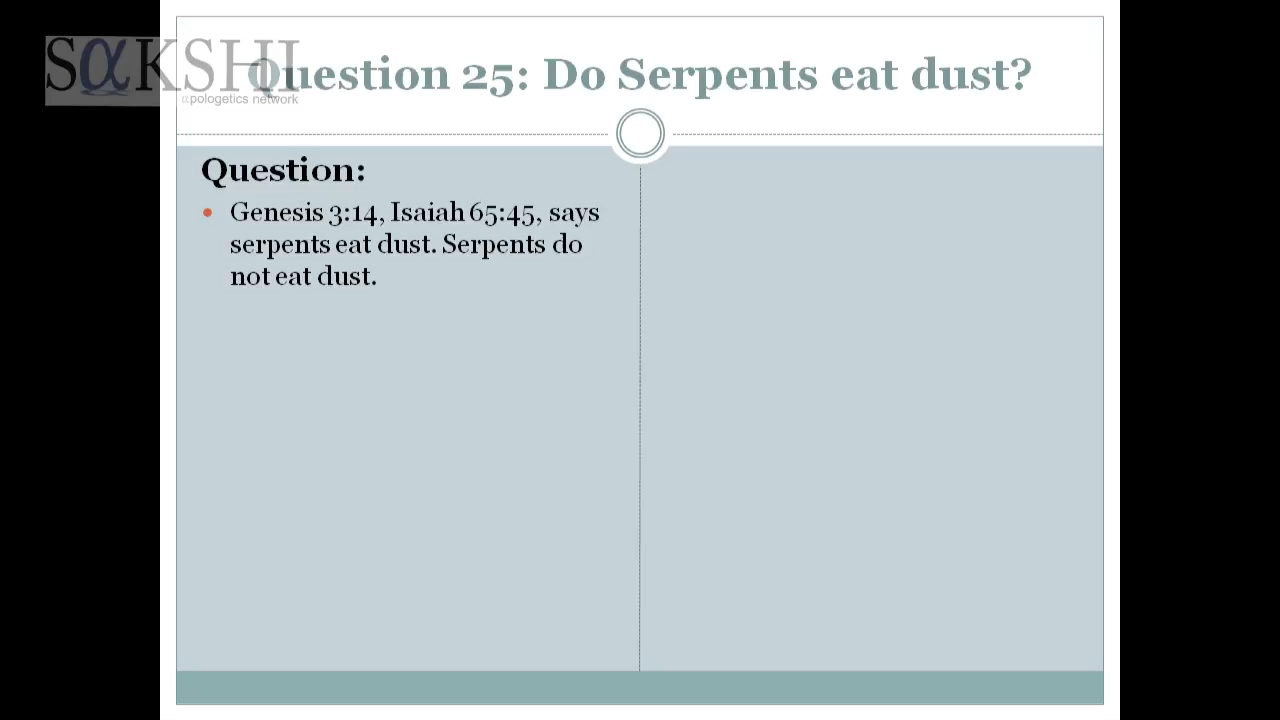 SαKSHI
αpologetics network
Question 25: Do Serpents eat dust?
Question:
• Genesis 3:14, Isaiah 65:45, says
serpents eat dust. Serpents do
not eat dust.